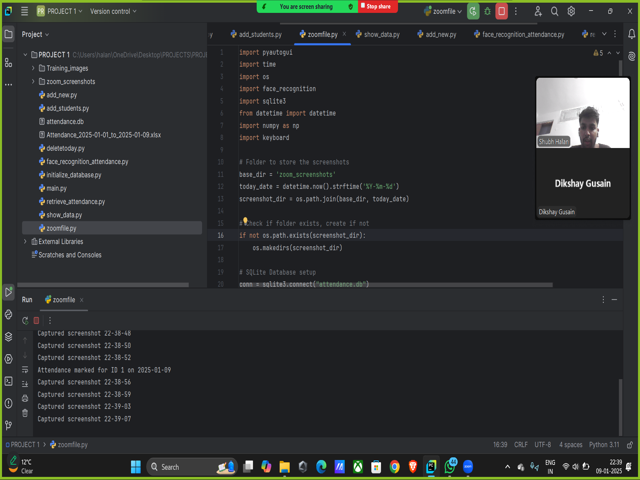 You are screen sharing
Stop share
PROJECT 1
Version control
zoomfile
Project
add_students.py
zoomfile.py
show_data.py
add_new.py
face_recognition_attendance.py
PROJECT 1
Training_images
zoom_screenshots
add_new.py
add_students.py
attendance.db
Attendance_2025-01-01_to_2025-01-09.xlsx
deletetoday.py
face_recognition_attendance.py
initialize_database.py
main.py
retrieve_attendance.py
show_data.py
zoomfile.py
External Libraries
Scratches and Consoles
1 import pyautogui
2 import time
3 import os
4 import face_recognition
5 import sqlite3
6 from datetime import datetime
7 import numpy as np
8 import keyboard
9
10 # Folder to store the screenshots
11 base_dir = 'zoom_screenshots'
12 today_date = datetime.now().strftime('%Y-%m-%d')
13 screenshot_dir = os.path.join(base_dir, today_date)
14
15 # Check if folder exists, create if not
16 if not os.path.exists(screenshot_dir):
17 os.makedirs(screenshot_dir)
18
19 # SQLite Database setup
conn = sqlite3.connect("attendance.db")
5
Shubh Halan
Dikshay Gusain
Dikshay Gusain
Run
zoomfile
Captured screenshot 22-38-48
Captured screenshot 22-38-50
Captured screenshot 22-38-52
Attendance marked for ID 1 on 2025-01-09
Captured screenshot 22-38-56
Captured screenshot 22-38-59
Captured screenshot 22-39-03
Captured screenshot 22-39-07
PROJECT 1
zoomfile.py
16:39
CRLF
UTF-8
4 spaces
Python 3.11
12°C
Clear
Search
ENG
IN
22:39
09-01-2025